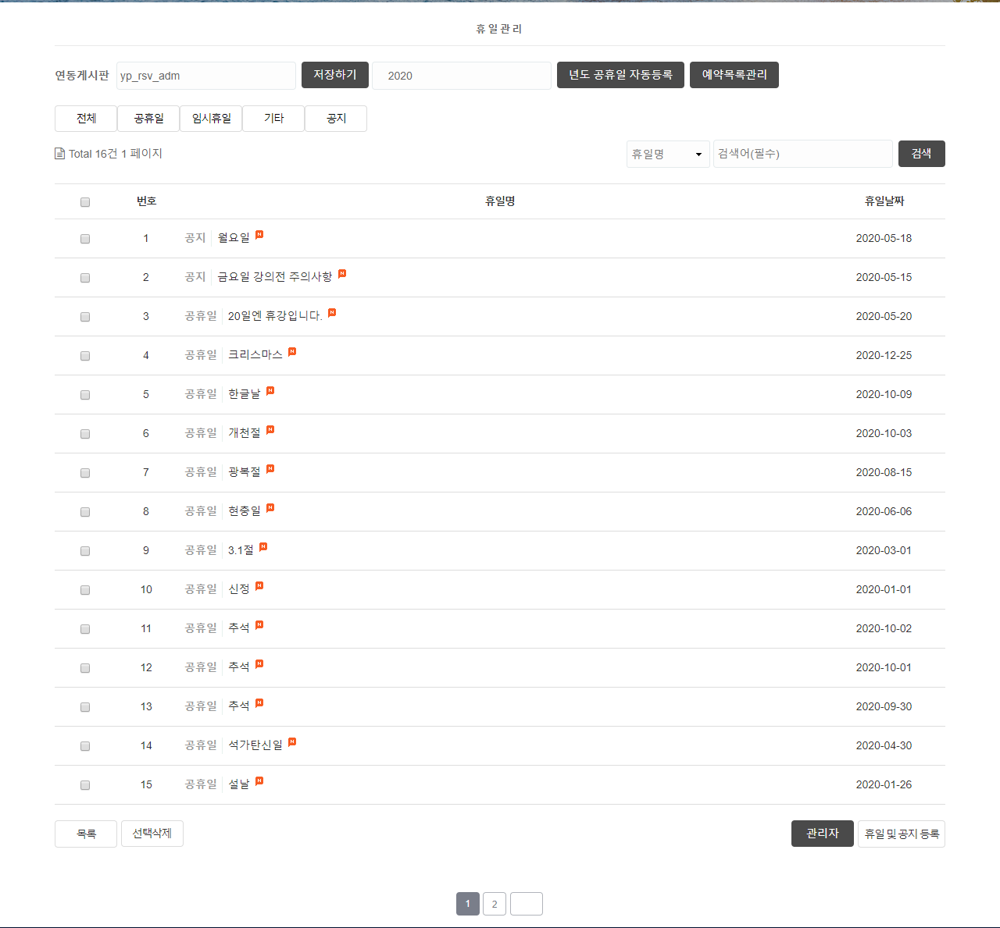 휴일관리
연동게시판 yp_rsv_adm 저장하기 2020 년도 공휴일 자동등록 예약목록관리
전체 공휴일 임시휴일 기타 공지
Total 16건 1 페이지 휴일명 검색어(필수) 검색
번호 휴일명 휴일날짜
1 공지 월요일 N 2020-05-18
2 공지 금요일 강의전 주의사항 N 2020-05-15
3 공휴일 20일엔 휴강입니다. N 2020-05-20
4 공휴일 크리스마스 N 2020-12-25
5 공휴일 한글날 N 2020-10-09
6 공휴일 개천절 N 2020-10-03
7 공휴일 광복절 N 2020-08-15
8 공휴일 현충일 N 2020-06-06
9 공휴일 3.1절 N 2020-03-01
10 공휴일 신정 N 2020-01-01
11 공휴일 추석 N 2020-10-02
12 공휴일 추석 N 2020-10-01
13 공휴일 추석 N 2020-09-30
14 공휴일 석가탄신일 N 2020-04-30
15 공휴일 설날 N 2020-01-26
목록 선택삭제 관리자 휴일 및 공지 등록
1 2